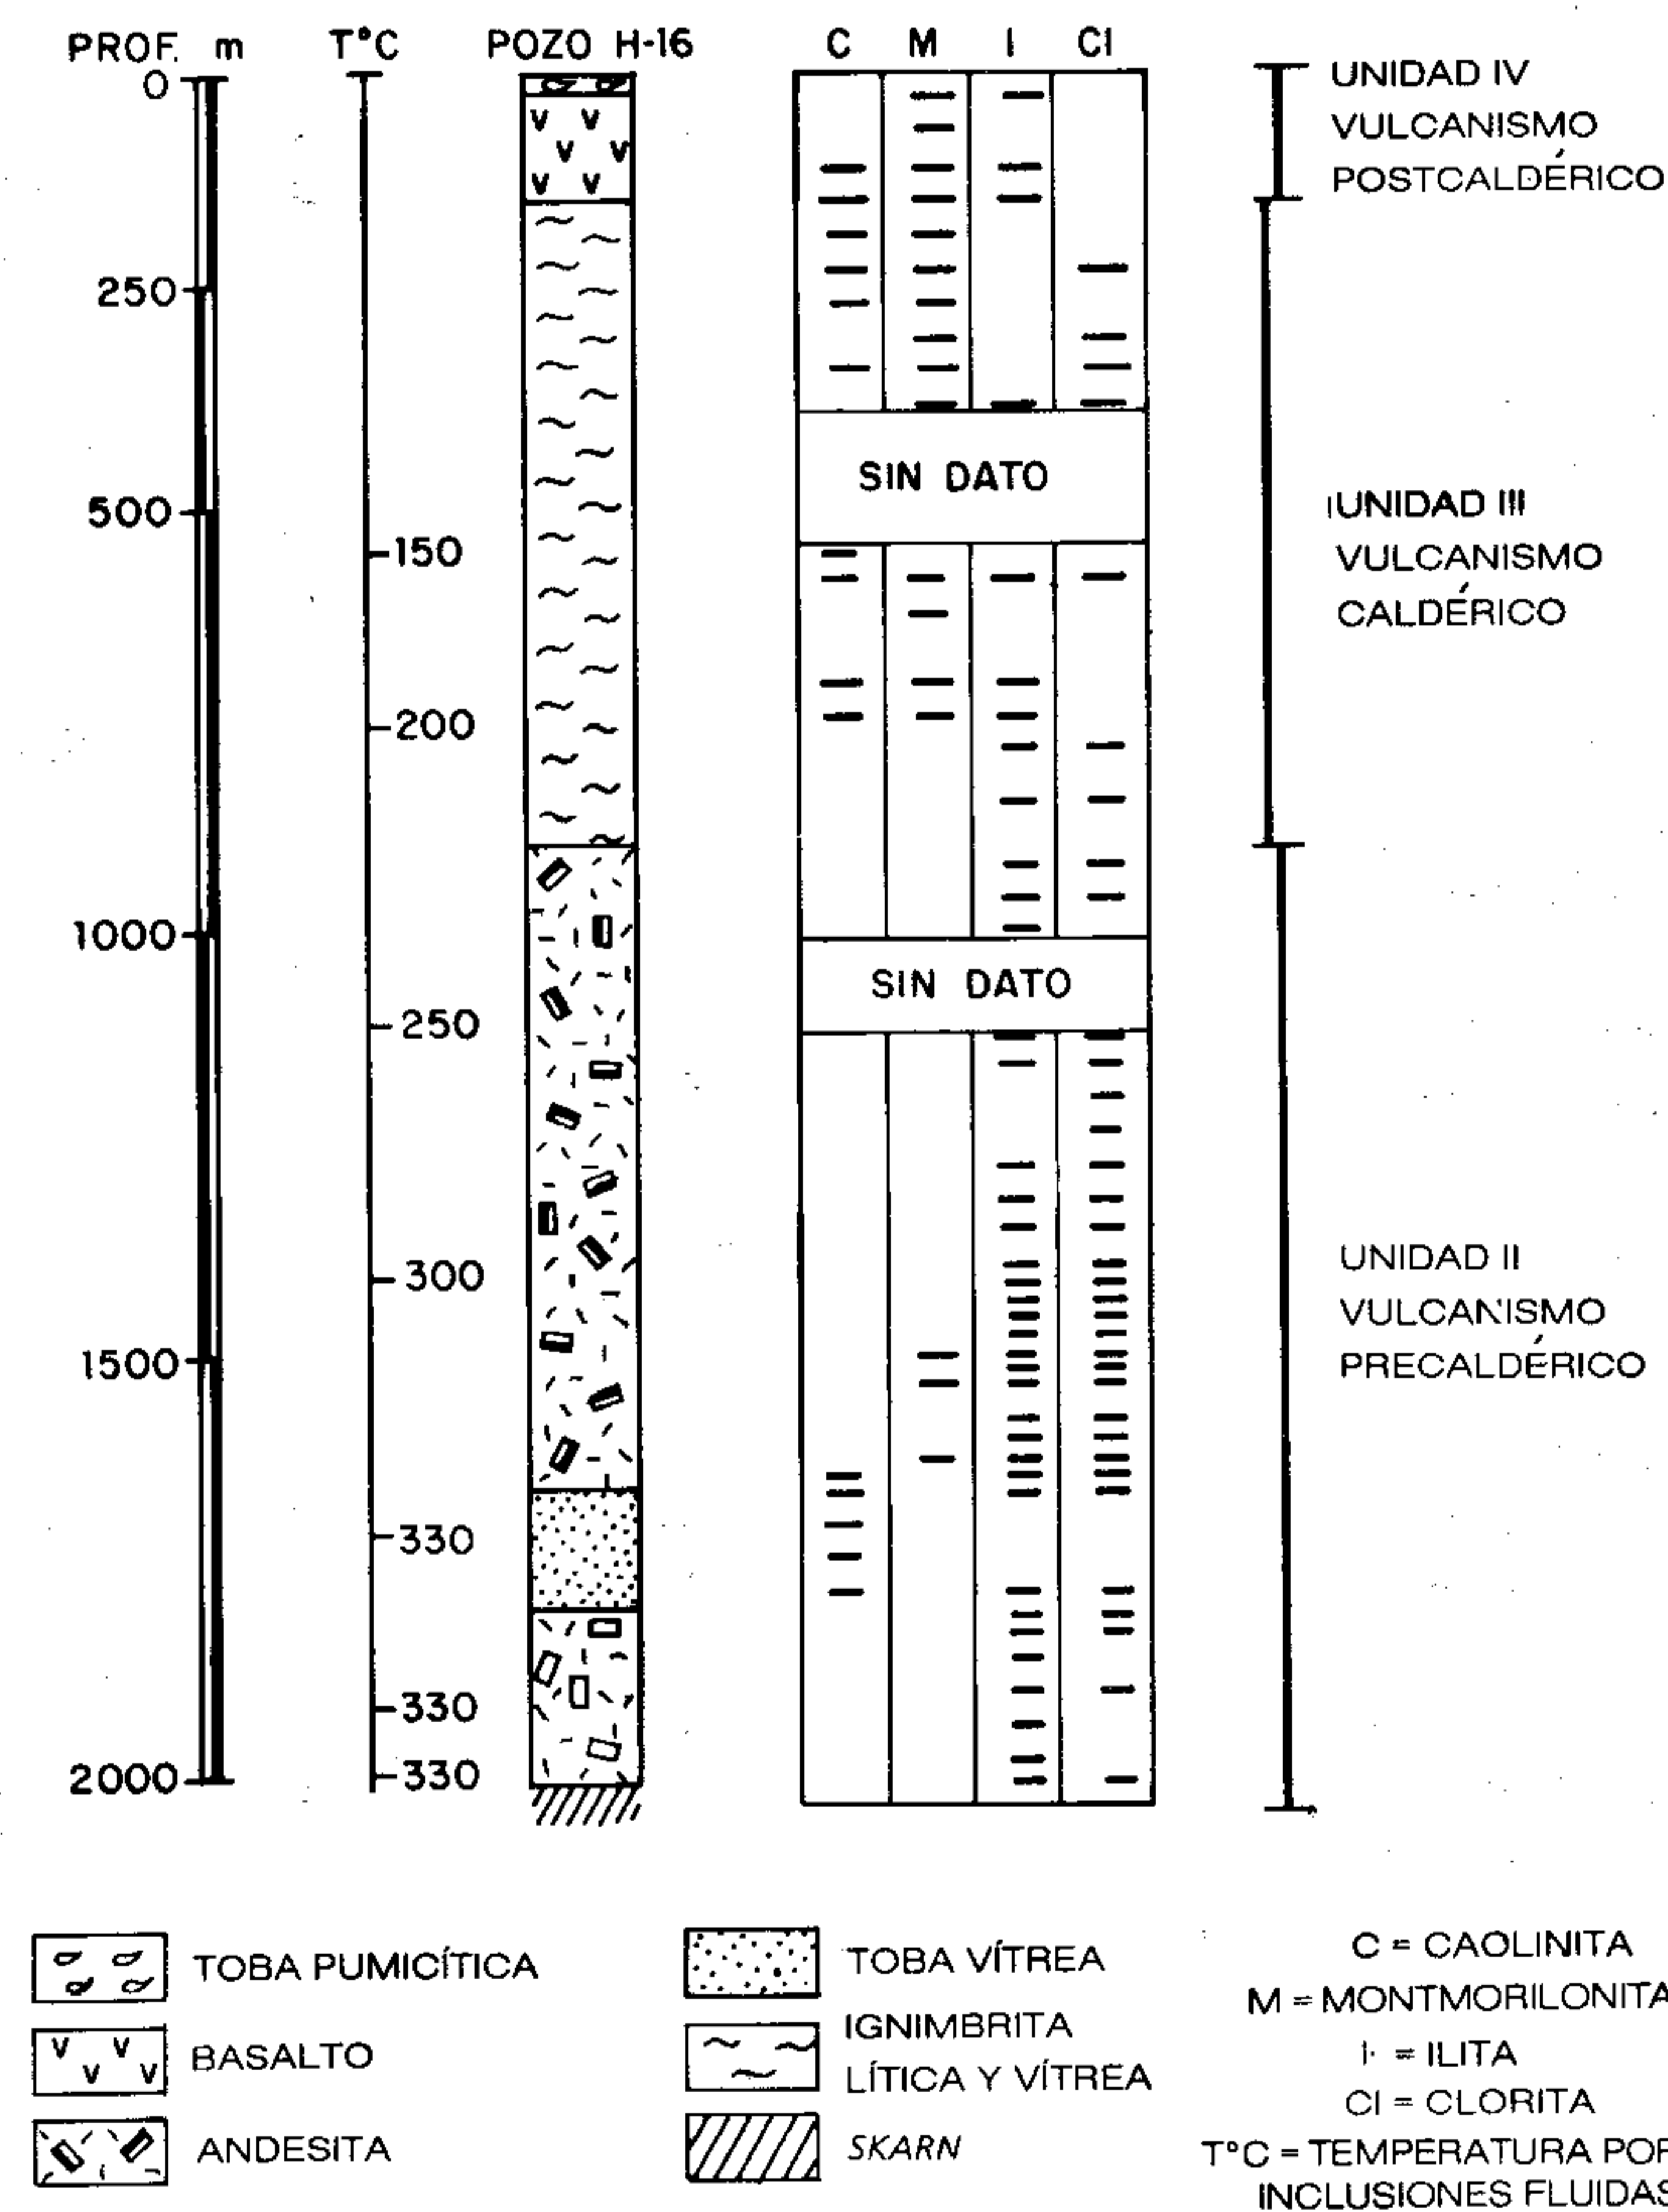 PROF. m T°C POZO H-16 C M I Cl
0
250
500
1000
1500
2000
150
200
250
300
330
330
330
SIN DATO
SIN DATO
UNIDAD IV
VULCANISMO
POSTCALDÉRICO
UNIDAD III
VULCANISMO
CALDÉRICO
UNIDAD II
VULCANISMO
PRECALDÉRICO
TOBA PUMICÍTICA
BASALTO
ANDESITA
TOBA VÍTREA
IGNIMBRITA
LÍTICA Y VÍTREA
SKARN
C = CAOLINITA
M = MONTMORILONITA
I = ILITA
Cl = CLORITA
T°C = TEMPERATURA POR
INCLUSIONES FLUIDAS